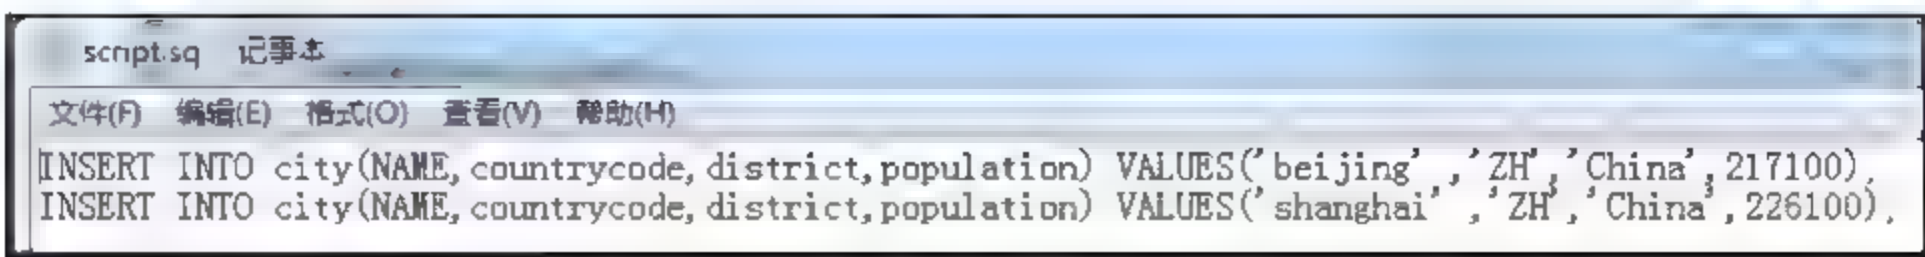 script.sq 记事本
文件(F) 编辑(E) 格式(O) 查看(V) 帮助(H)
INSERT INTO city(NAME,countrycode,district,population) VALUES('beijing' ,'ZH','China',217100),
INSERT INTO city(NAME,countrycode,district,population) VALUES('shanghai' ,'ZH','China',226100),